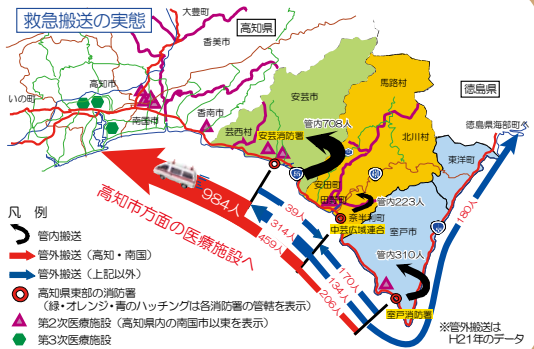 救急搬送の実態
大豊町
高知県
香美市
徳島県
馬路村
安芸市
高知市
いの町
南国市
香南市
芸西村
安芸消防署
管内708人
北川村
徳島県海部町へ
東洋町
安田町
田野町
管内223人
奈半利町
中芸広域連合
室戸市
180人
984人
高知市方面の医療施設へ
39人
314人
459人
170人
134人
206人
管内310人
室戸消防署
凡 例
管内搬送
管外搬送（高知・南国）
管外搬送（上記以外）
高知県東部の消防署
（緑・オレンジ・青のハッチングは各消防署の管轄を表示）
第2次医療施設（高知県内の南国市以東を表示）
第3次医療施設
※管外搬送は
H21年のデータ